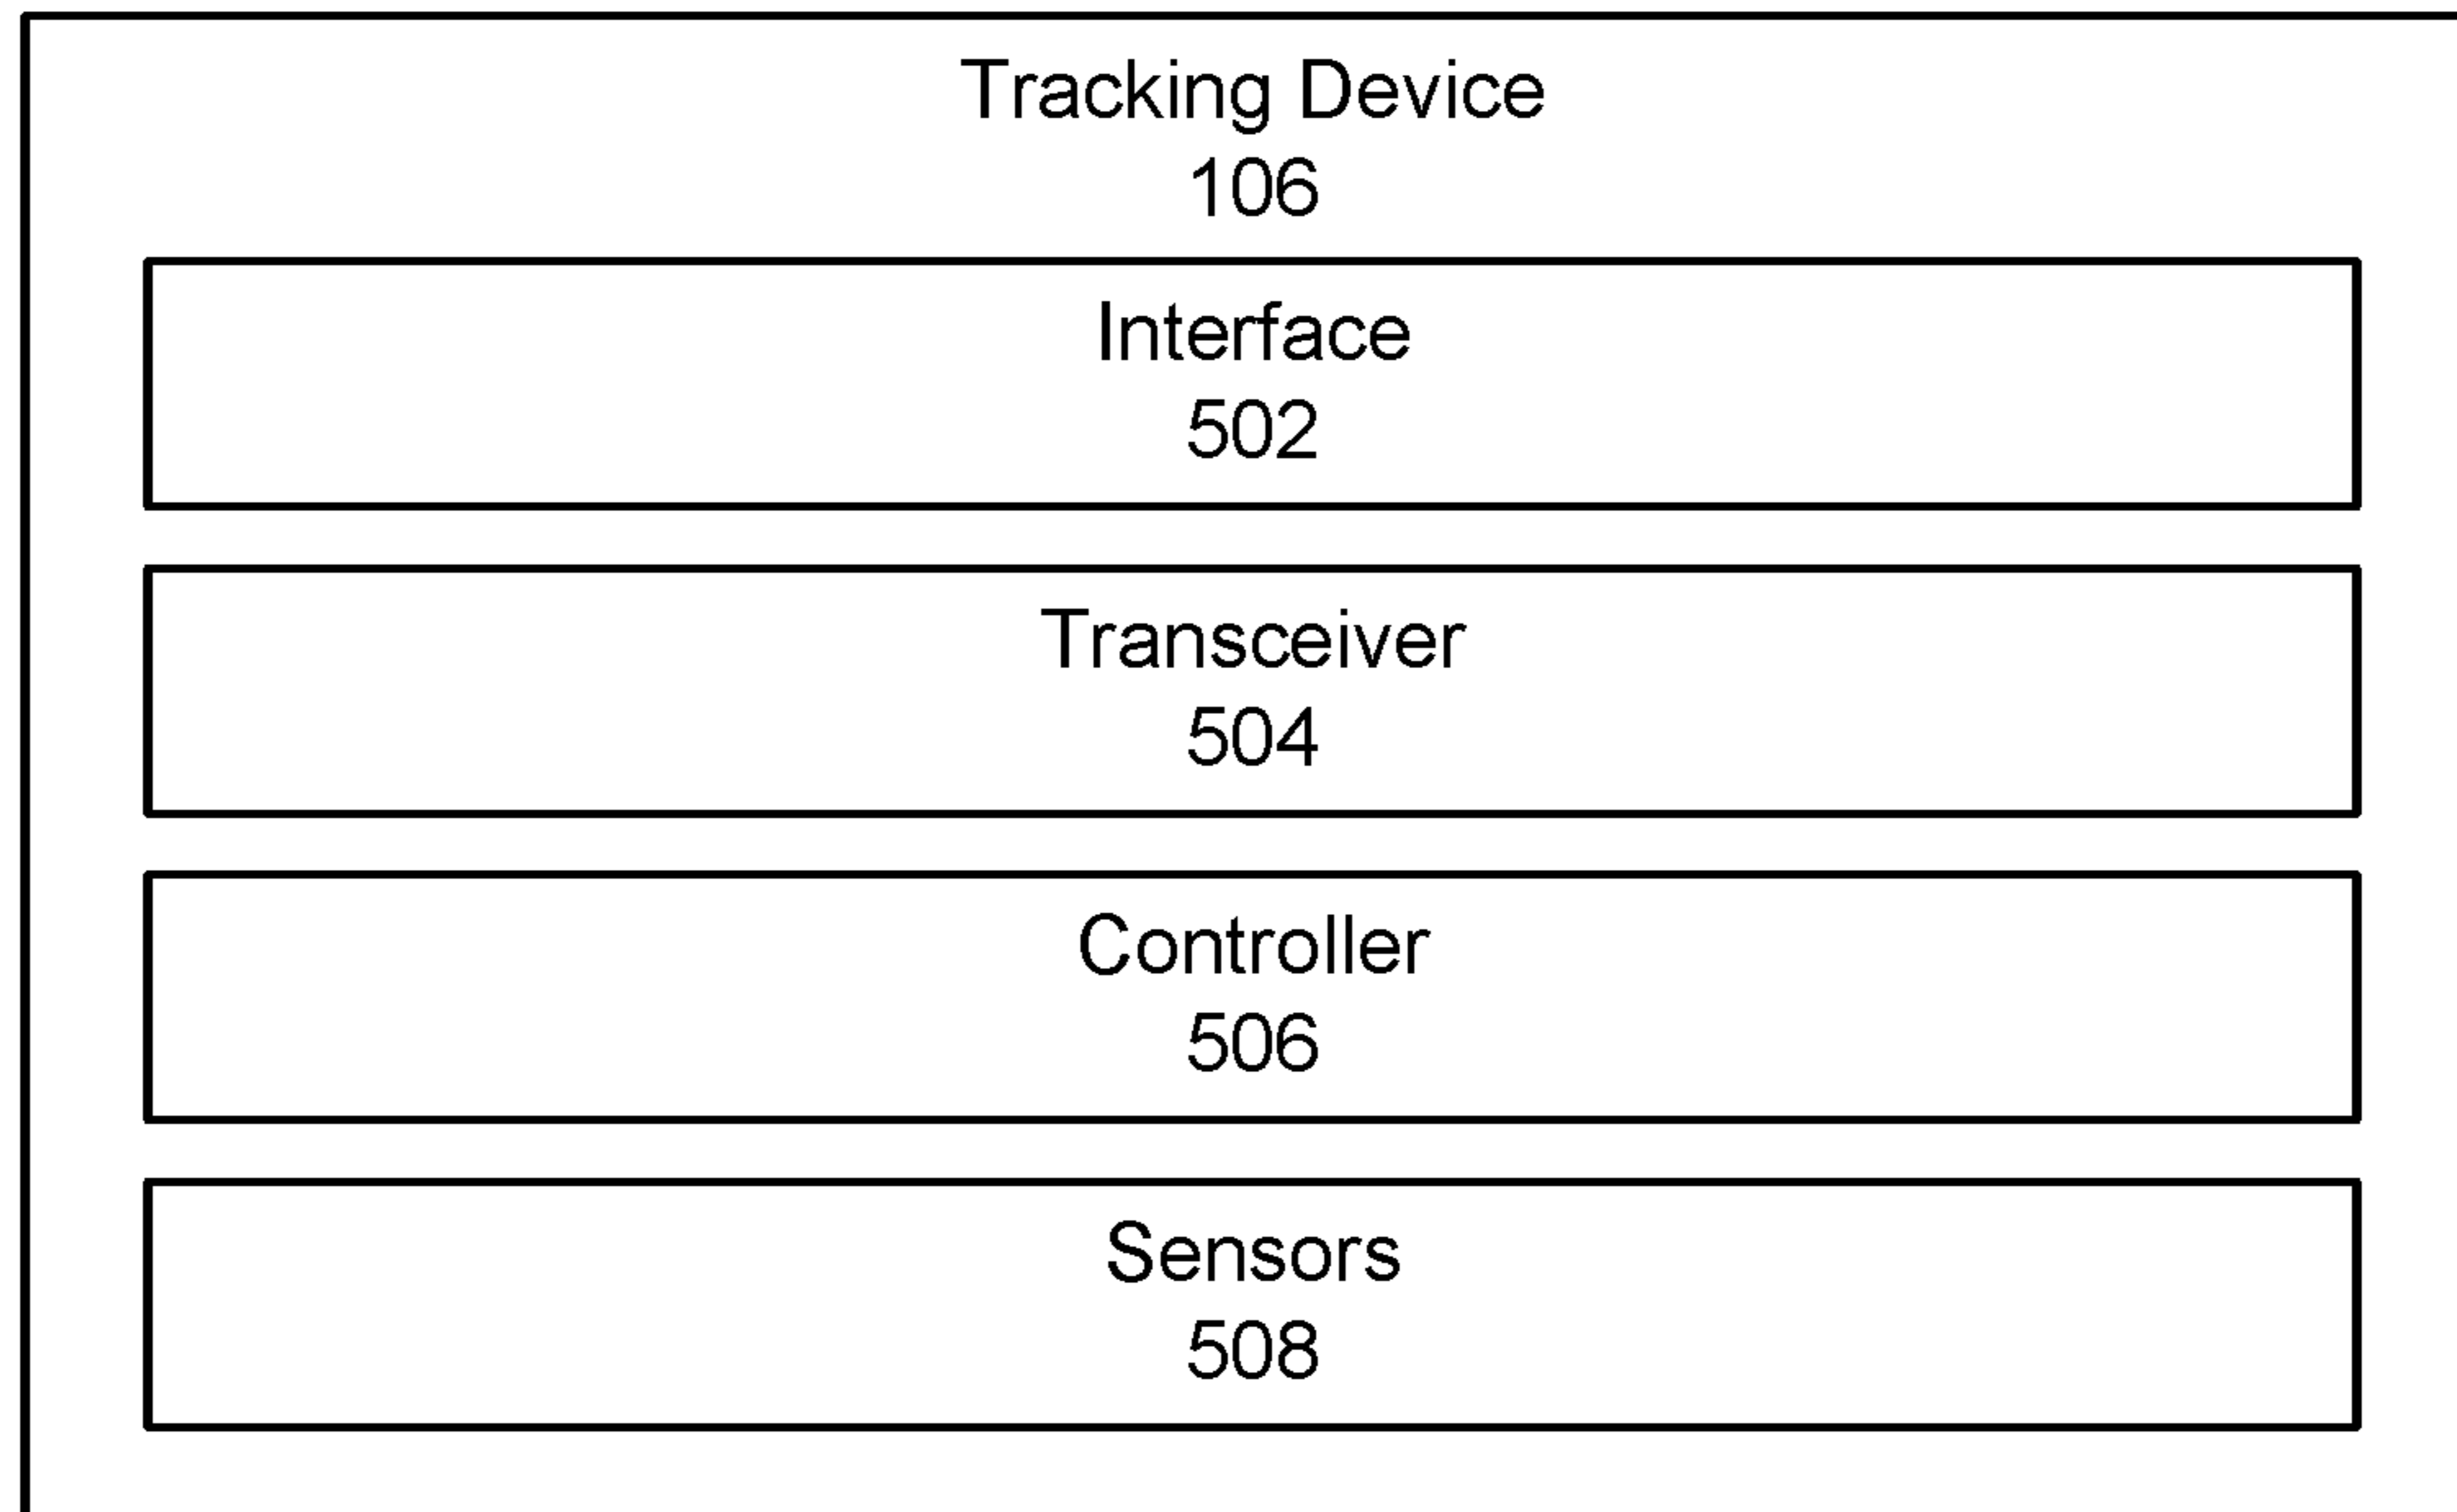 Tracking Device
106
Interface
502
Transceiver
504
Controller
506
Sensors
508